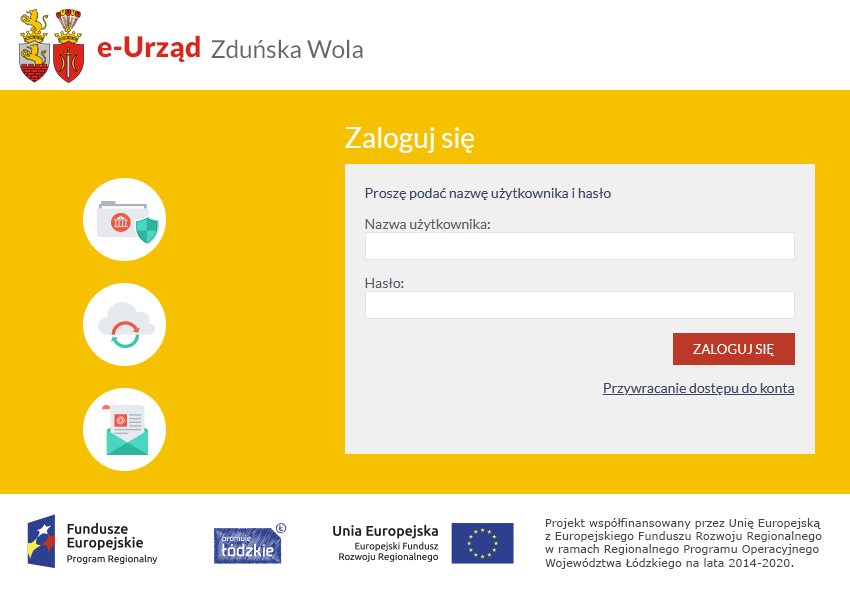 e-Urząd Zduńska Wola
Zaloguj się
Proszę podać nazwę użytkownika i hasło
Nazwa użytkownika:
Hasło:
ZALOGUJ SIĘ
Przywracanie dostępu do konta
Fundusze
Europejskie
Program Regionalny
promuje
łódzkie
Ł
Unia Europejska
Europejski Fundusz
Rozwoju Regionalnego
Projekt współfinansowany przez Unię Europejską
z Europejskiego Funduszu Rozwoju Regionalnego
w ramach Regionalnego Programu Operacyjnego
Województwa Łódzkiego na lata 2014-2020.